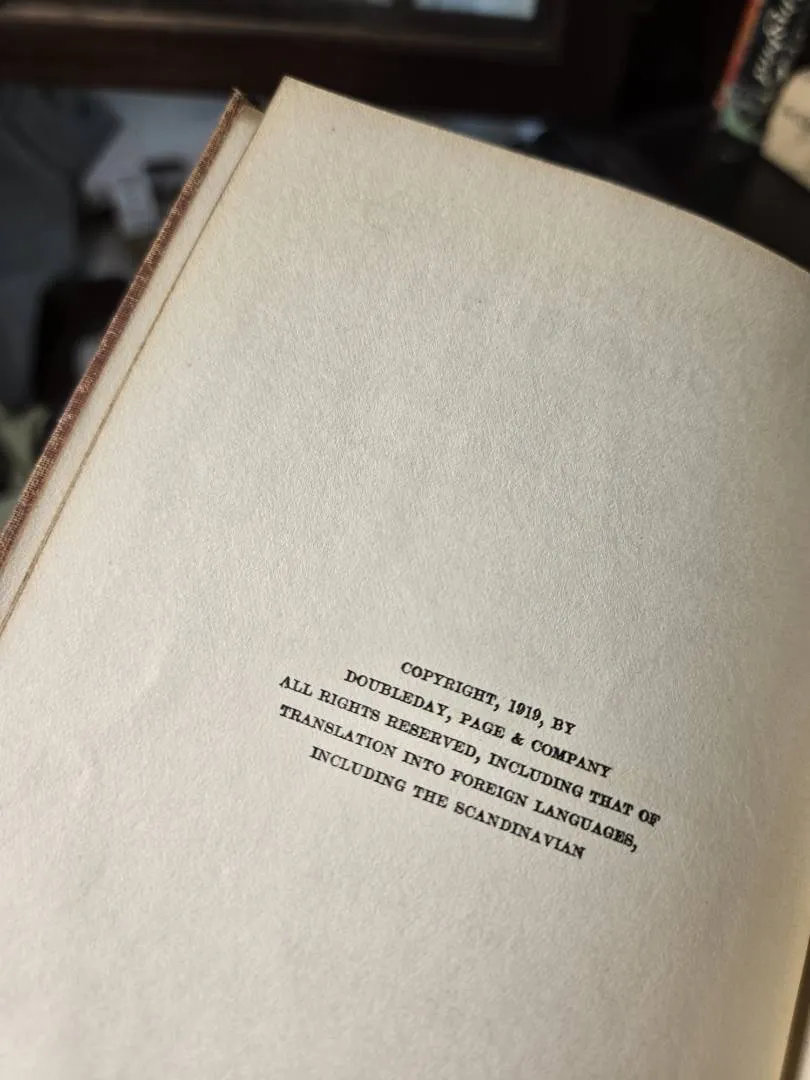 COPYRIGHT, 1919, BY
DOUBLEDAY, PAGE & COMPANY
ALL RIGHTS RESERVED, INCLUDING THAT OF
TRANSLATION INTO FOREIGN LANGUAGES,
INCLUDING THE SCANDINAVIAN